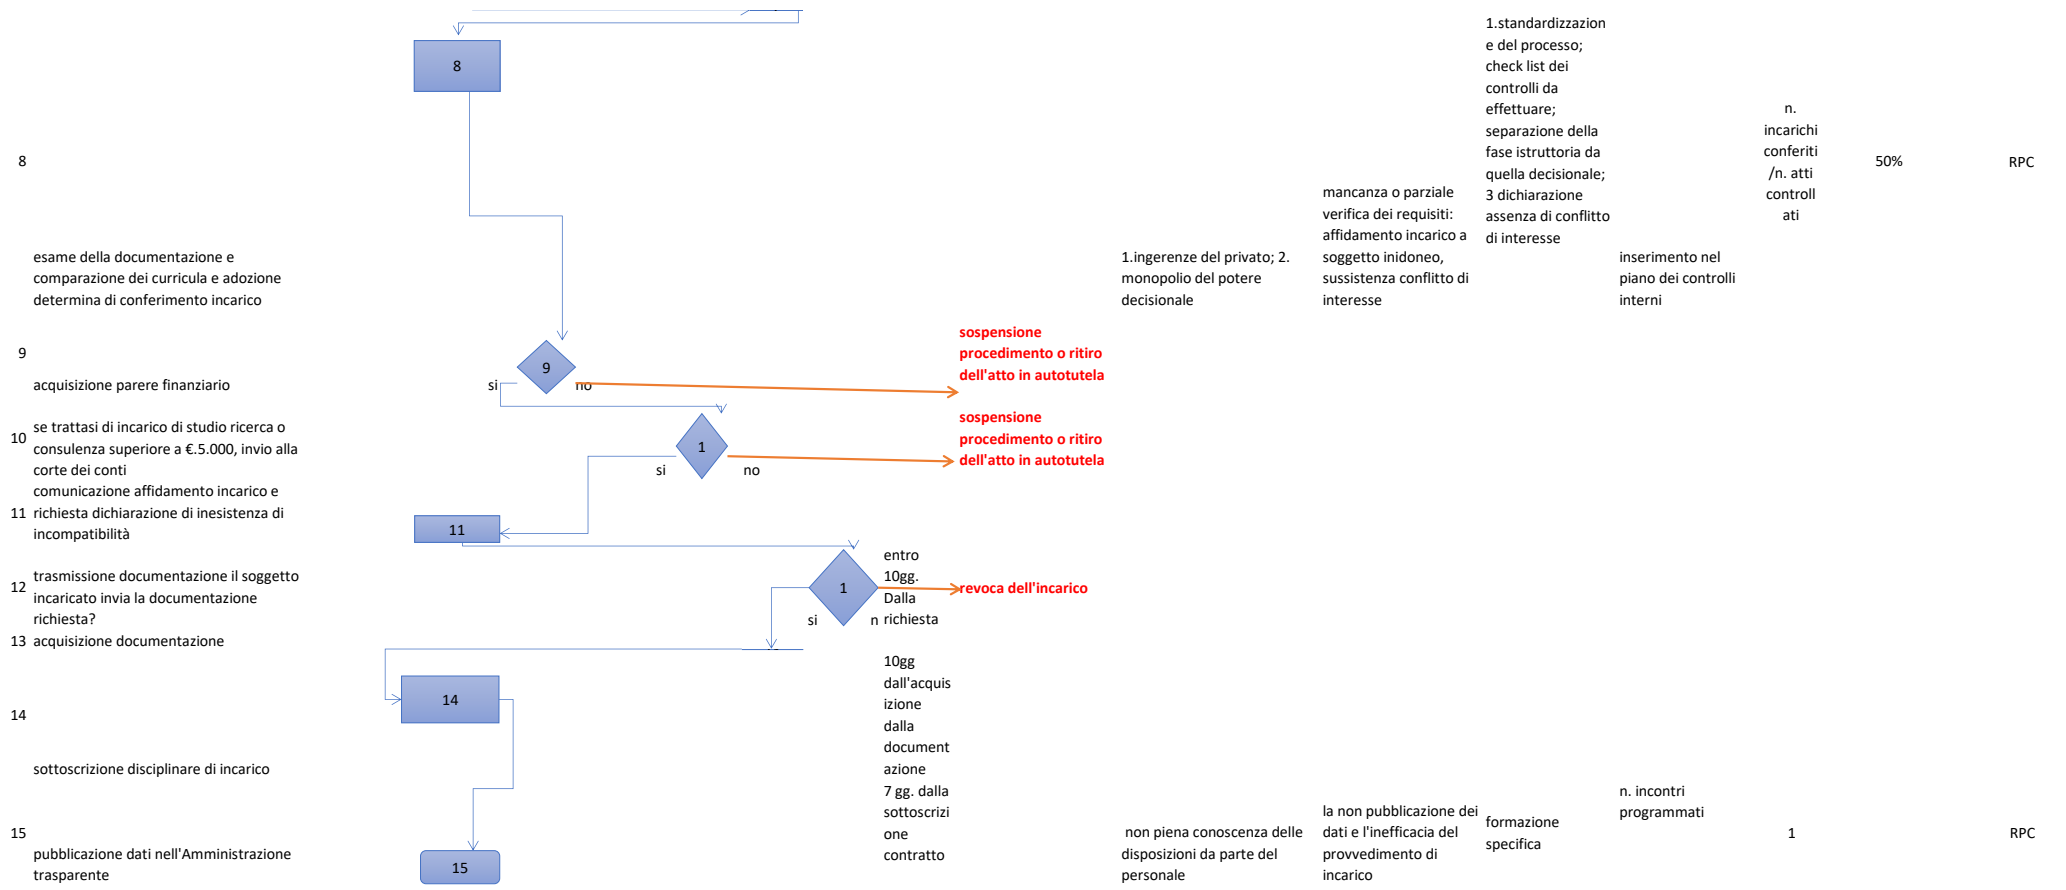 8
8
esame della documentazione e
comparazione dei curricula e adozione
determina di conferimento incarico
1.ingerenze del privato; 2.
monopolio del potere
decisionale
mancanza o parziale
verifica dei requisiti:
affidamento incarico a
soggetto inidoneo,
sussistenza conflitto di
interesse
1.standardizzazion
e del processo;
check list dei
controlli da
effettuare;
separazione della
fase istruttoria da
quella decisionale;
3 dichiarazione
assenza di conflitto
di interesse
inserimento nel
piano dei controlli
interni
n.
incarichi
conferiti
/n. atti
controll
ati
50%
RPC
9
acquisizione parere finanziario
9
si
no
sospensione
procedimento o ritiro
dell'atto in autotutela
10
se trattasi di incarico di studio ricerca o
consulenza superiore a €.5.000, invio alla
corte dei conti
1
si
no
sospensione
procedimento o ritiro
dell'atto in autotutela
11
comunicazione affidamento incarico e
richiesta dichiarazione di inesistenza di
incompatibilità
11
12
trasmissione documentazione il soggetto
incaricato invia la documentazione
richiesta?
1
si
n
entro
10gg.
Dalla
richiesta
revoca dell'incarico
13 acquisizione documentazione
14
sottoscrizione disciplinare di incarico
14
10gg
dall'acquis
izione
dalla
document
azione
15
pubblicazione dati nell'Amministrazione
trasparente
15
7 gg. dalla
sottoscrizi
one
contratto
non piena conoscenza delle
disposizioni da parte del
personale
la non pubblicazione dei
dati e l'inefficacia del
provvedimento di
incarico
formazione
specifica
n. incontri
programmati
1
RPC